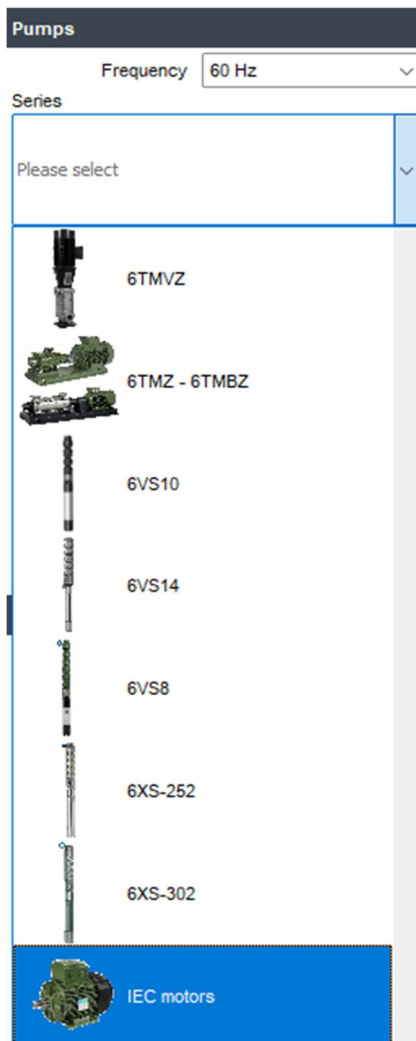 Pumps
Frequency 60 Hz
Series
Please select
6TMVZ
6TMZ - 6TMBZ
6VS10
6VS14
6VS8
6XS-252
6XS-302
IEC motors